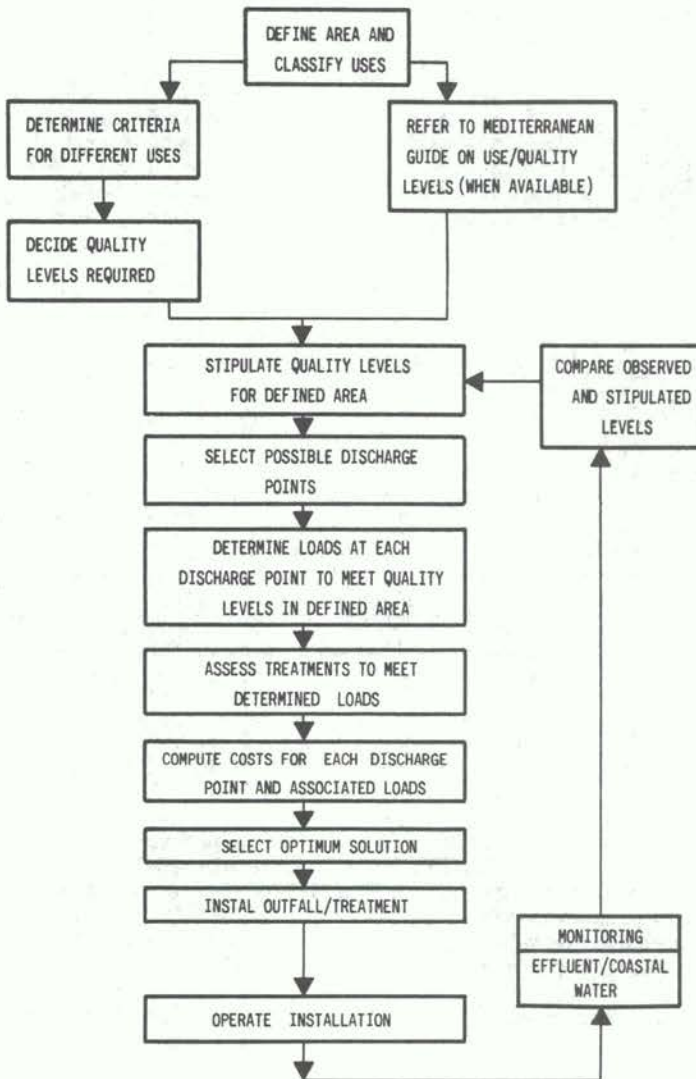 DEFINE AREA AND
CLASSIFY USES
DETERMINE CRITERIA
FOR DIFFERENT USES
REFER TO MEDITERRANEAN
GUIDE ON USE/QUALITY
LEVELS (WHEN AVAILABLE)
DECIDE QUALITY
LEVELS REQUIRED
STIPULATE QUALITY LEVELS
FOR DEFINED AREA
COMPARE OBSERVED
AND STIPULATED
LEVELS
SELECT POSSIBLE DISCHARGE
POINTS
DETERMINE LOADS AT EACH
DISCHARGE POINT TO MEET QUALITY
LEVELS IN DEFINED AREA
ASSESS TREATMENTS TO MEET
DETERMINED LOADS
COMPUTE COSTS FOR EACH DISCHARGE
POINT AND ASSOCIATED LOADS
SELECT OPTIMUM SOLUTION
INSTAL OUTFALL/TREATMENT
MONITORING
EFFLUENT/COASTAL
WATER
OPERATE INSTALLATION